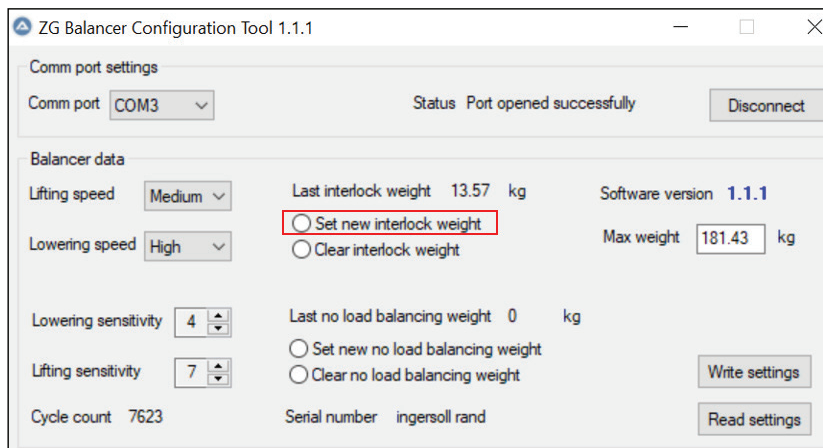 ZG Balancer Configuration Tool 1.1.1
Comm port settings
Comm port COM3 Status Port opened successfully Disconnect
Balancer data
Lifting speed Medium Last interlock weight 13.57 kg Software version 1.1.1
Set new interlock weight
Lowering speed High Clear interlock weight Max weight 181.43 kg
Lowering sensitivity 4 Last no load balancing weight 0 kg
Set new no load balancing weight
Lifting sensitivity 7 Clear no load balancing weight Write settings
Cycle count 7623 Serial number ingersoll rand Read settings